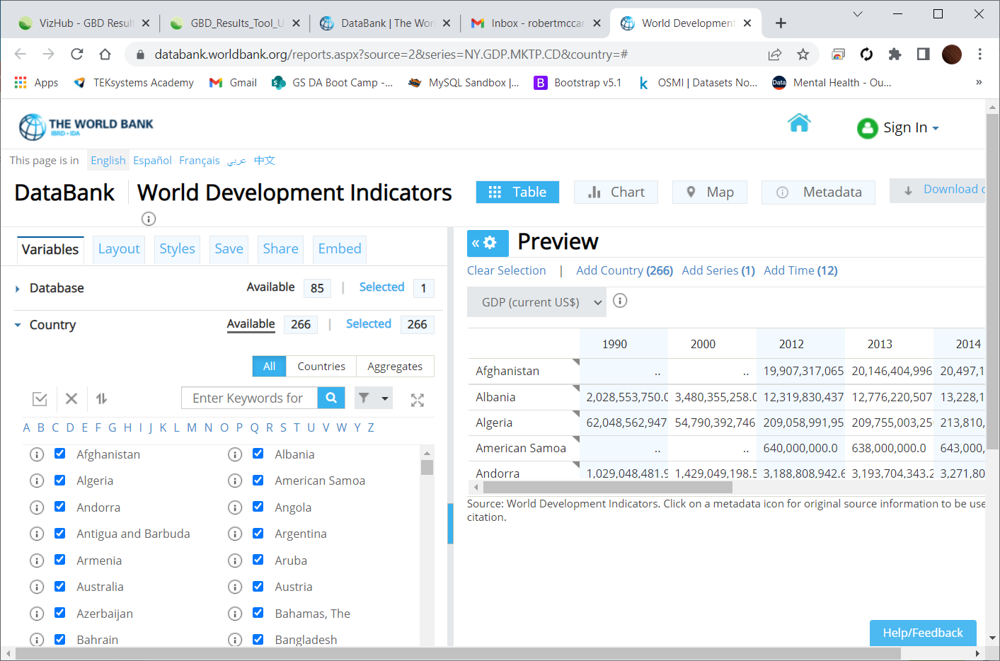 VizHub - GBD Result
GBD_Results_Tool_U
DataBank | The Wor
Inbox - robertmccar
World Development
databank.worldbank.org/reports.aspx?source=2&series=NY.GDP.MKTP.CD&country=#
Apps
TEKsystems Academy
Gmail
GS DA Boot Camp -...
MySQL Sandbox |...
B Bootstrap v5.1
k OSMI | Datasets No...
Data Mental Health - Ou...
»
THE WORLD BANK
IBRD • IDA
Sign In
This page is in English Español Français عربي 中文
DataBank World Development Indicators
Table
Chart
Map
Metadata
Download
Variables Layout Styles Save Share Embed
« Preview
Clear Selection | Add Country (266) Add Series (1) Add Time (12)
Database Available 85 | Selected 1
GDP (current US$)
Country Available 266 | Selected 266
All Countries Aggregates
Enter Keywords for
A B C D E F G H I J K L M N O P Q R S T U V W Y Z
Afghanistan Albania
Algeria American Samoa
Andorra Angola
Antigua and Barbuda Argentina
Armenia Aruba
Australia Austria
Azerbaijan Bahamas, The
Bahrain Bangladesh
1990 2000 2012 2013 2014
Afghanistan .. .. 19,907,317,065 20,146,404,996 20,497,1
Albania 2,028,553,750.0 3,480,355,258.0 12,319,830,437 12,776,220,507 13,228,1
Algeria 62,048,562,947 54,790,392,746 209,058,991,95 209,755,003,25 213,810,
American Samoa .. .. 640,000,000.0 638,000,000.0 643,000,
Andorra 1,029,048,481.9 1,429,049,198.5 3,188,808,942.6 3,193,704,343.2 3,271,80
Source: World Development Indicators. Click on a metadata icon for original source information to be use
citation.
Help/Feedback